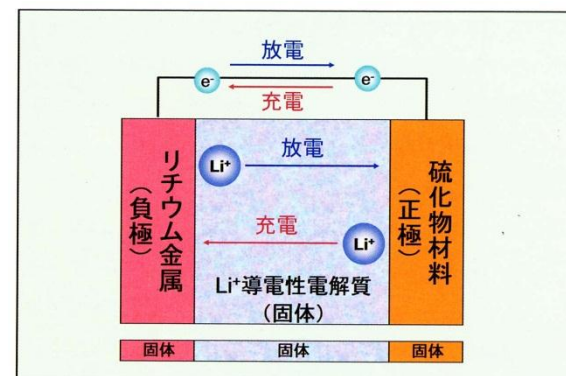 放電
e⁻ e⁻
充電
リチウム金属
（負極）
Li⁺ 放電
充電 Li⁺
Li⁺導電性電解質
（固体）
硫化物材料
（正極）
固体 固体 固体